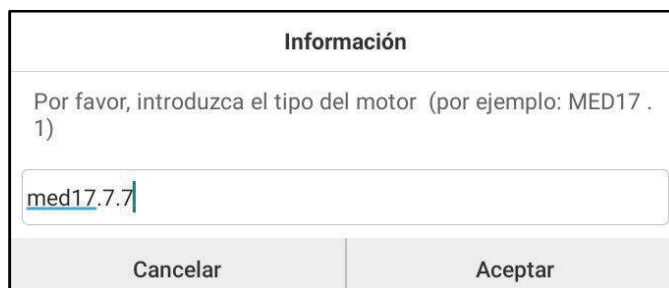 Información
Por favor, introduzca el tipo del motor (por ejemplo: MED17 .
1)
med17.7.7
Cancelar Aceptar